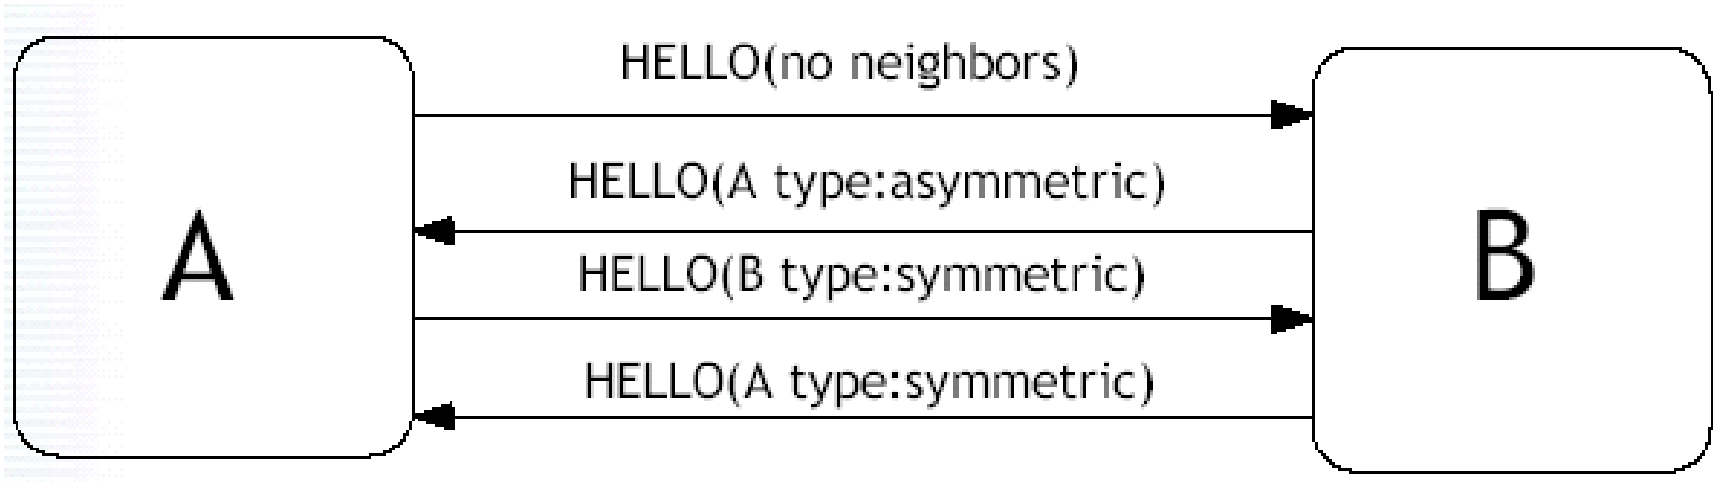 HELLO(no neighbors)
HELLO(A type:asymmetric)
A
B
HELLO(B type:symmetric)
HELLO(A type:symmetric)